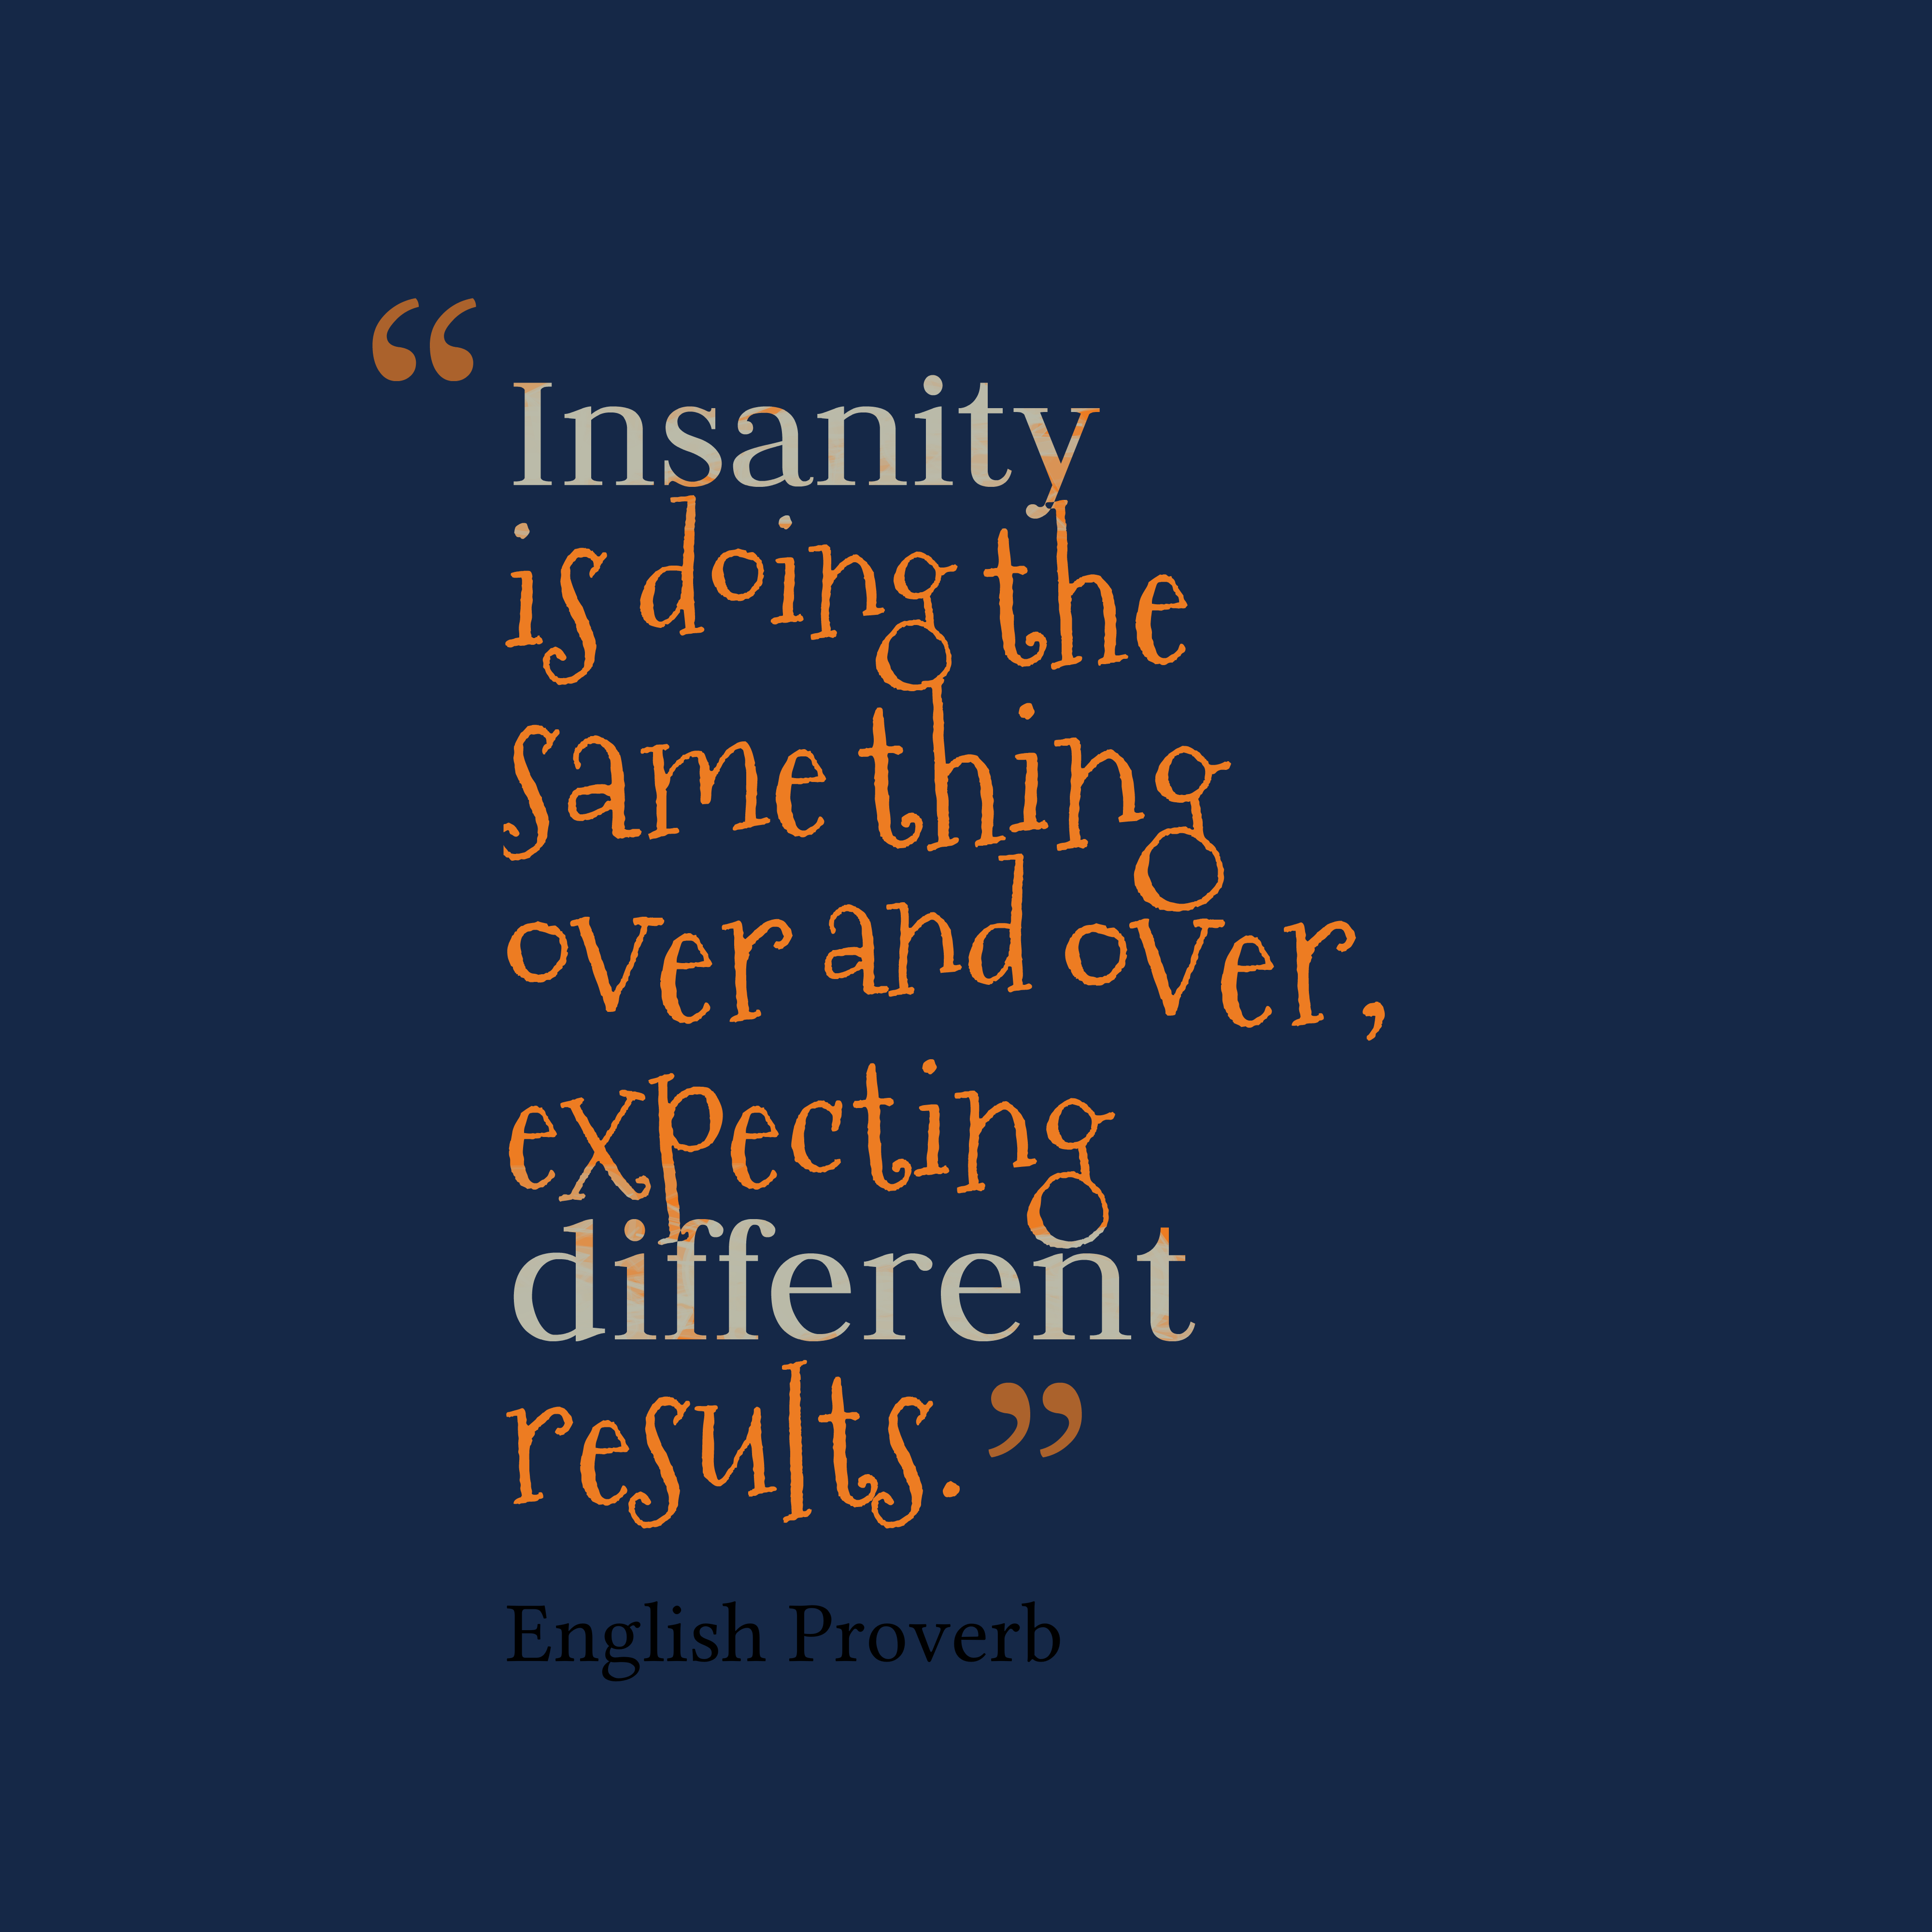 “Insanity
is doing the
same thing
over and over,
expecting
different
results.”
English Proverb